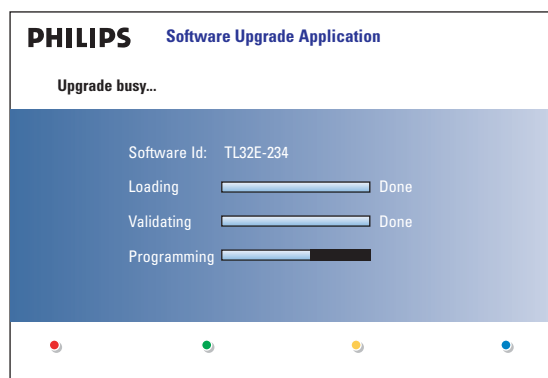 PHILIPS Software Upgrade Application
Upgrade busy...
Software Id: TL32E-234
Loading Done
Validating Done
Programming